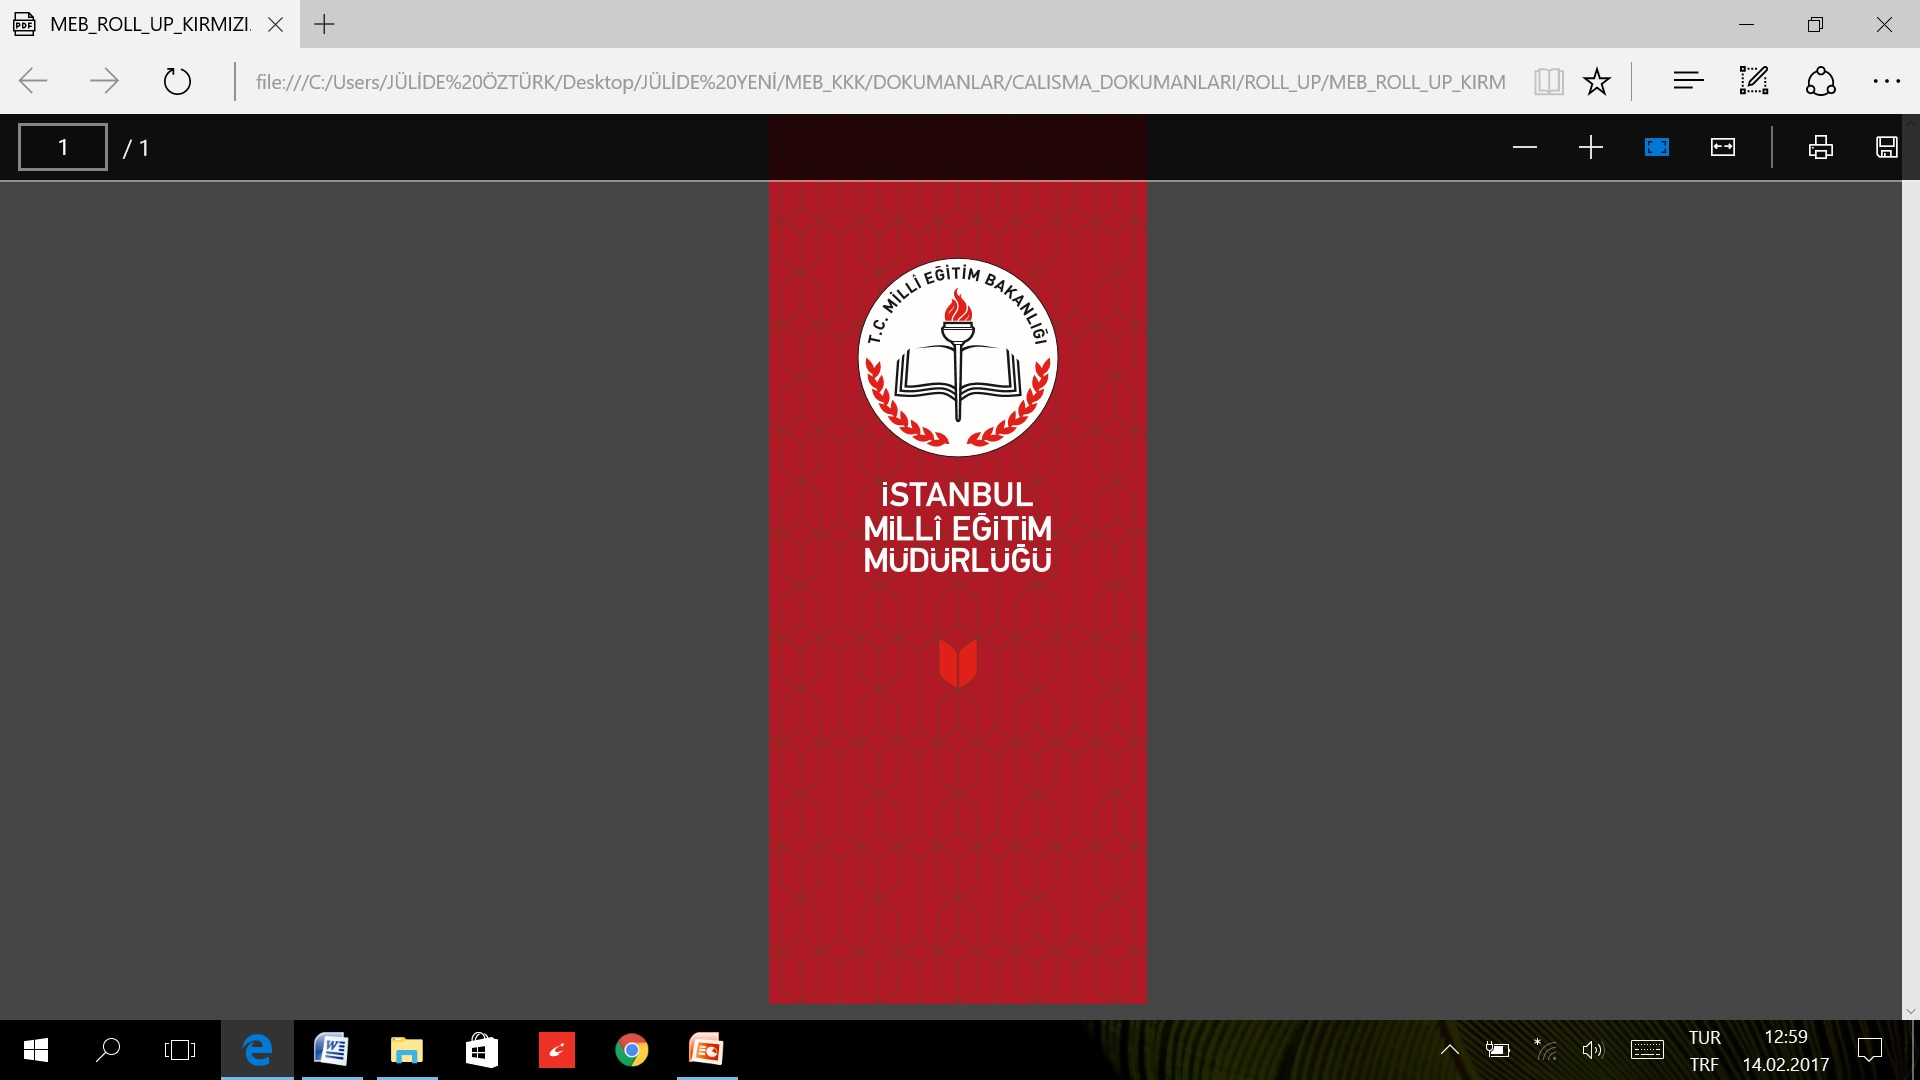 MEB_ROLL_UP_KIRMIZI.
file:///C:/Users/JÜLİDE%20ÖZTÜRK/Desktop/JÜLİDE%20YENİ/MEB_KKK/DOKUMANLAR/CALISMA_DOKUMANLARI/ROLL_UP/MEB_ROLL_UP_KIRM
1 / 1
T.C. MİLLÎ EĞİTİM BAKANLIĞI
İSTANBUL
MİLLÎ EĞİTİM
MÜDÜRLÜĞÜ
TUR 12:59
TRF 14.02.2017